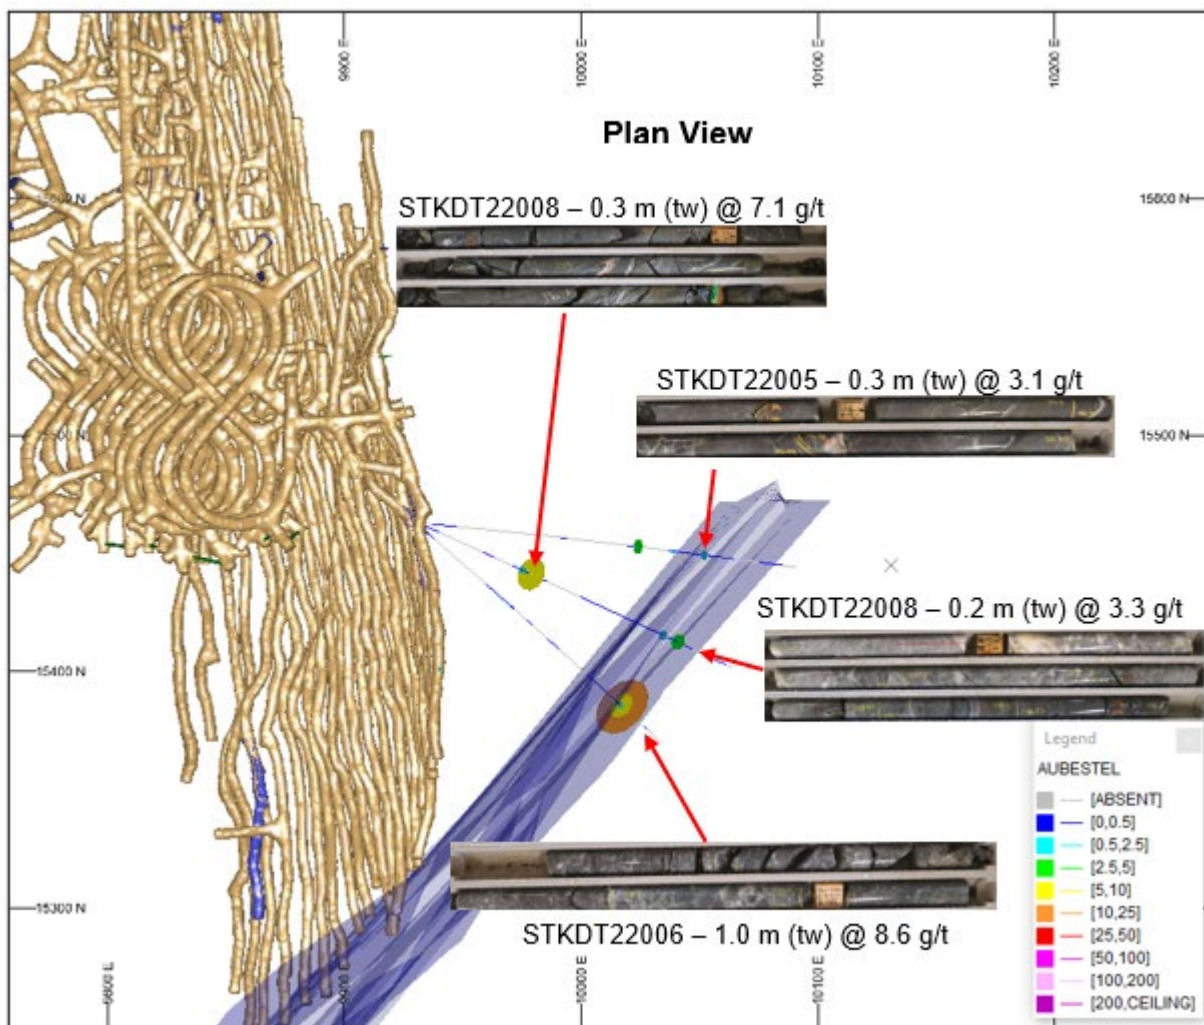 9900 E
10000 E
10100 E
10200 E
Plan View
15600 N
STKDT22008 – 0.3 m (tw) @ 7.1 g/t
STKDT22005 – 0.3 m (tw) @ 3.1 g/t
15500 N
STKDT22008 – 0.2 m (tw) @ 3.3 g/t
15400 N
Legend
AUBESTEL
[ABSENT]
[0,0.5]
[0.5,2.5]
[2.5,5]
[5,10]
[10,25]
[25,50]
[50,100]
[100,200]
[200,CEILING]
15300 N
STKDT22006 – 1.0 m (tw) @ 8.6 g/t
9800 E
9900 E
10000 E
10100 E